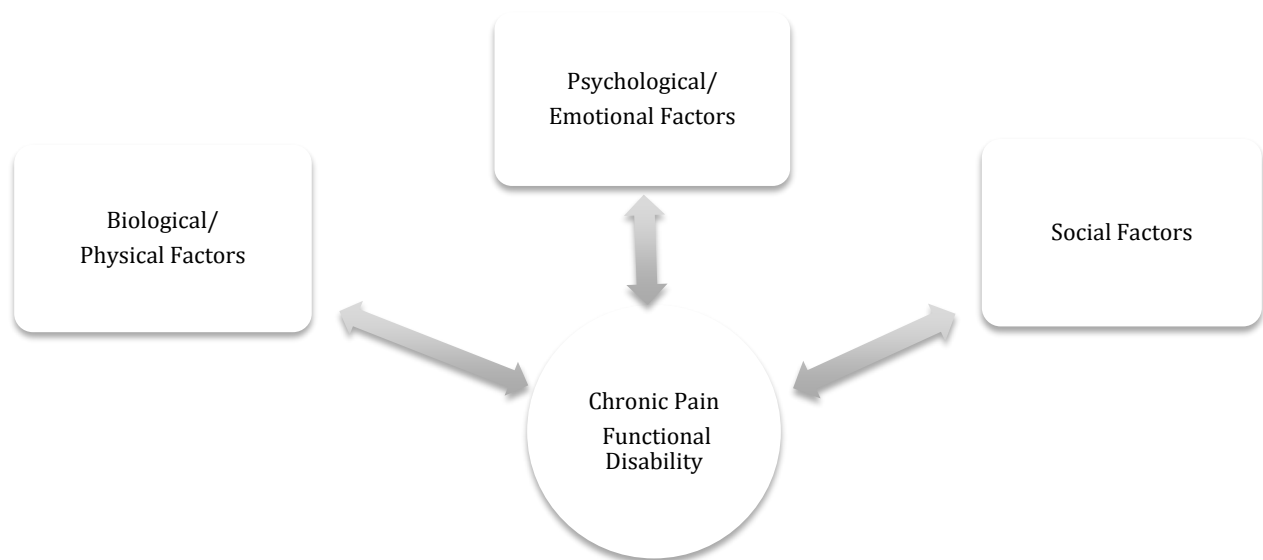 Psychological/
Emotional Factors
Biological/
Physical Factors
Social Factors
Chronic Pain
Functional
Disability